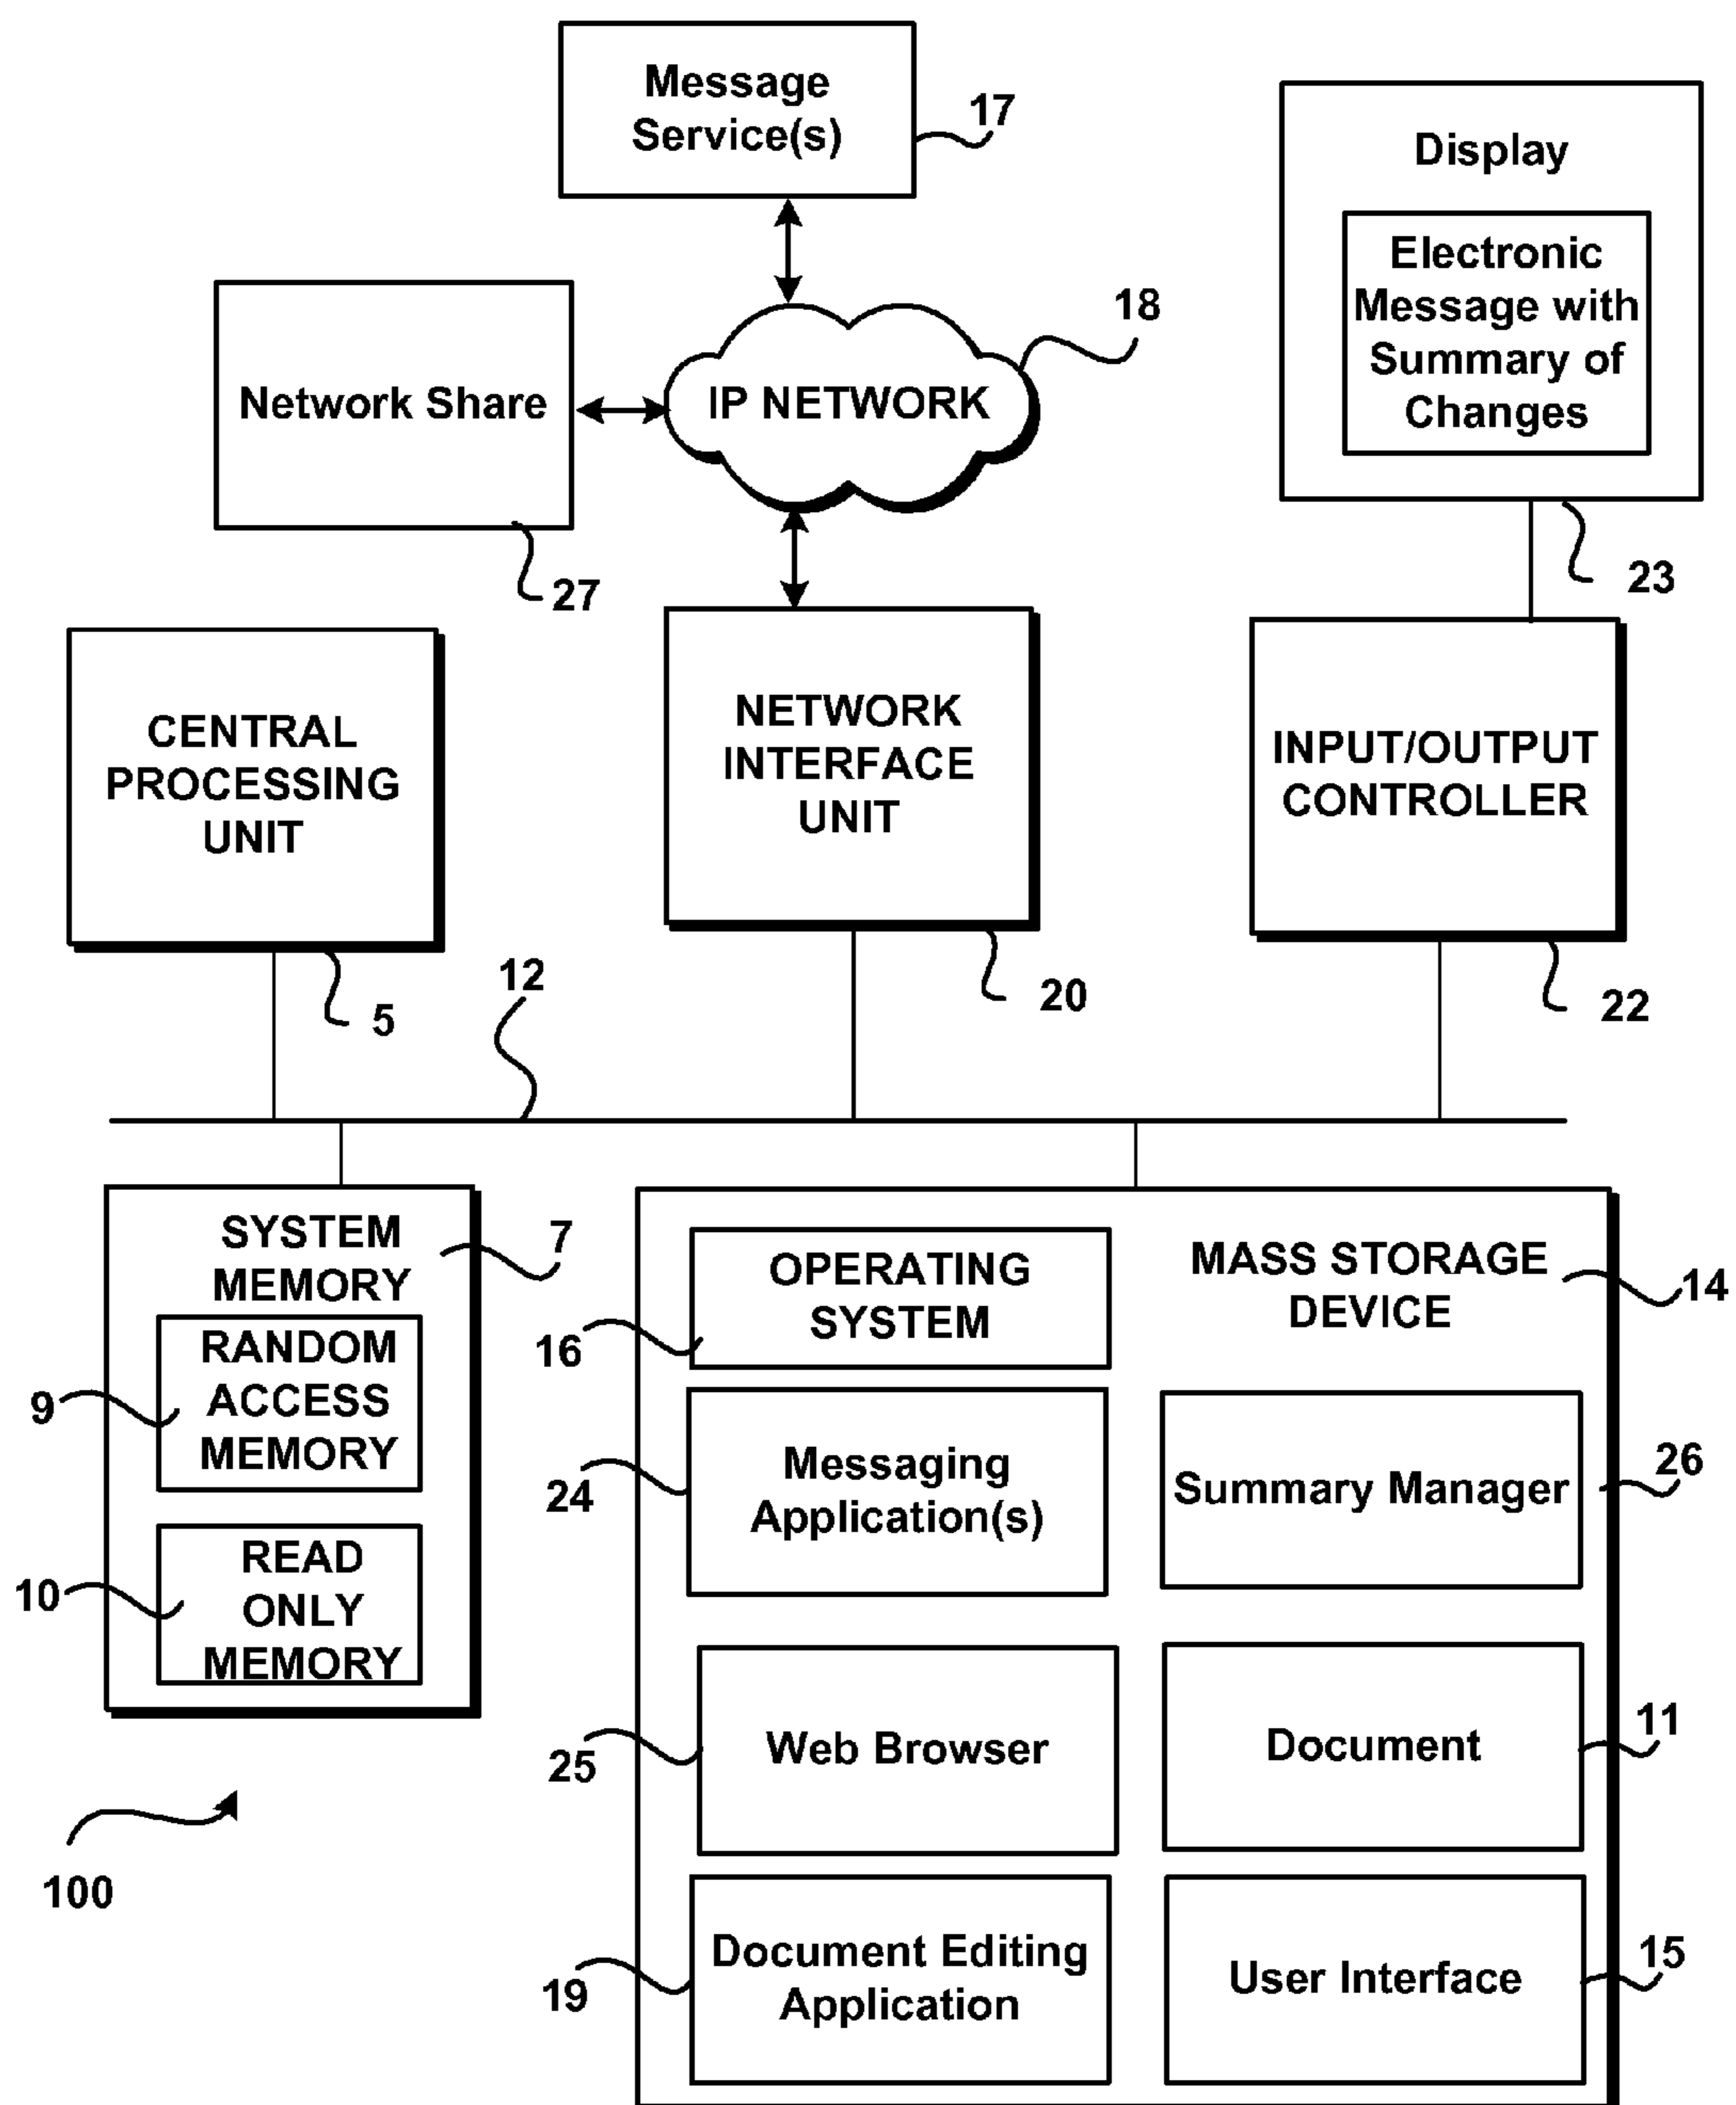 Message
Service(s)
17
Display
Electronic
Message with
Summary of
Changes
18
Network Share
IP NETWORK
27
23
CENTRAL
PROCESSING
UNIT
NETWORK
INTERFACE
UNIT
INPUT/OUTPUT
CONTROLLER
5
12
20
22
SYSTEM
MEMORY
7
RANDOM
ACCESS
MEMORY
9
READ
ONLY
MEMORY
10
OPERATING
SYSTEM
16
MASS STORAGE
DEVICE
14
Messaging
Application(s)
24
Summary Manager
26
Web Browser
25
Document
11
100
Document Editing
Application
19
User Interface
15